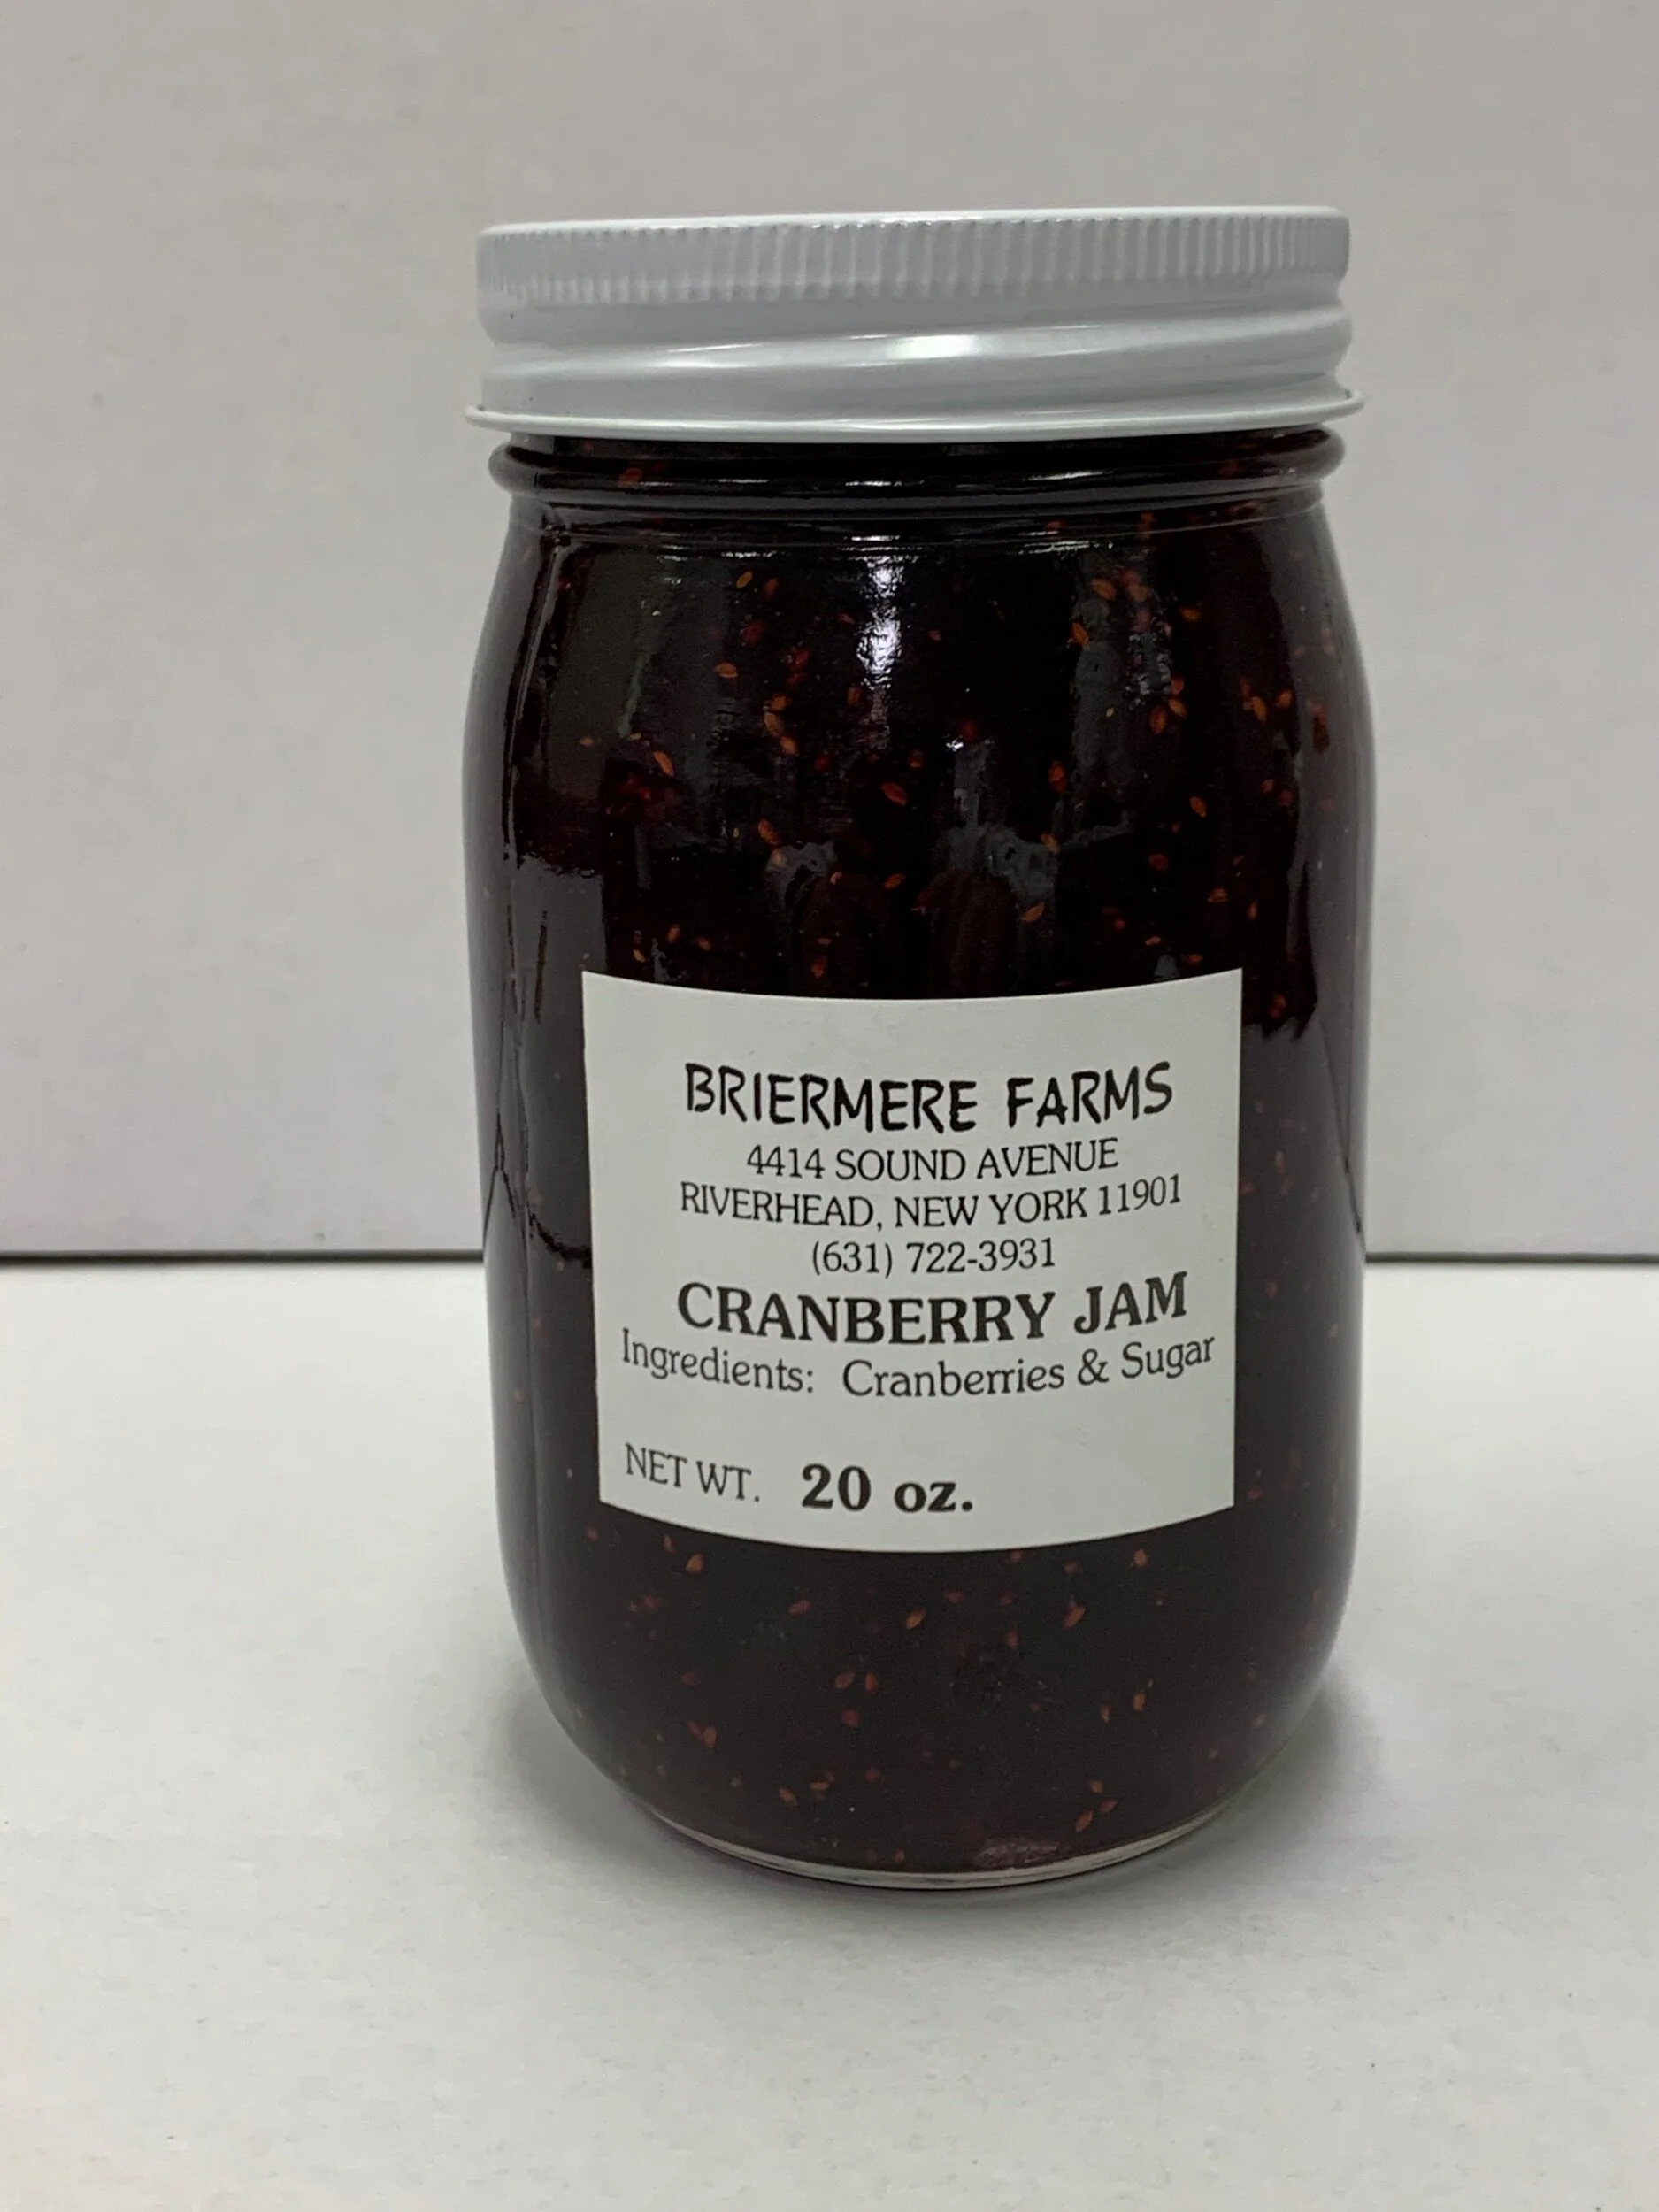 BRIERMERE FARMS
4414 SOUND AVENUE
RIVERHEAD, NEW YORK 11901
(631) 722-3931
CRANBERRY JAM
Ingredients: Cranberries & Sugar
NET WT. 20 oz.